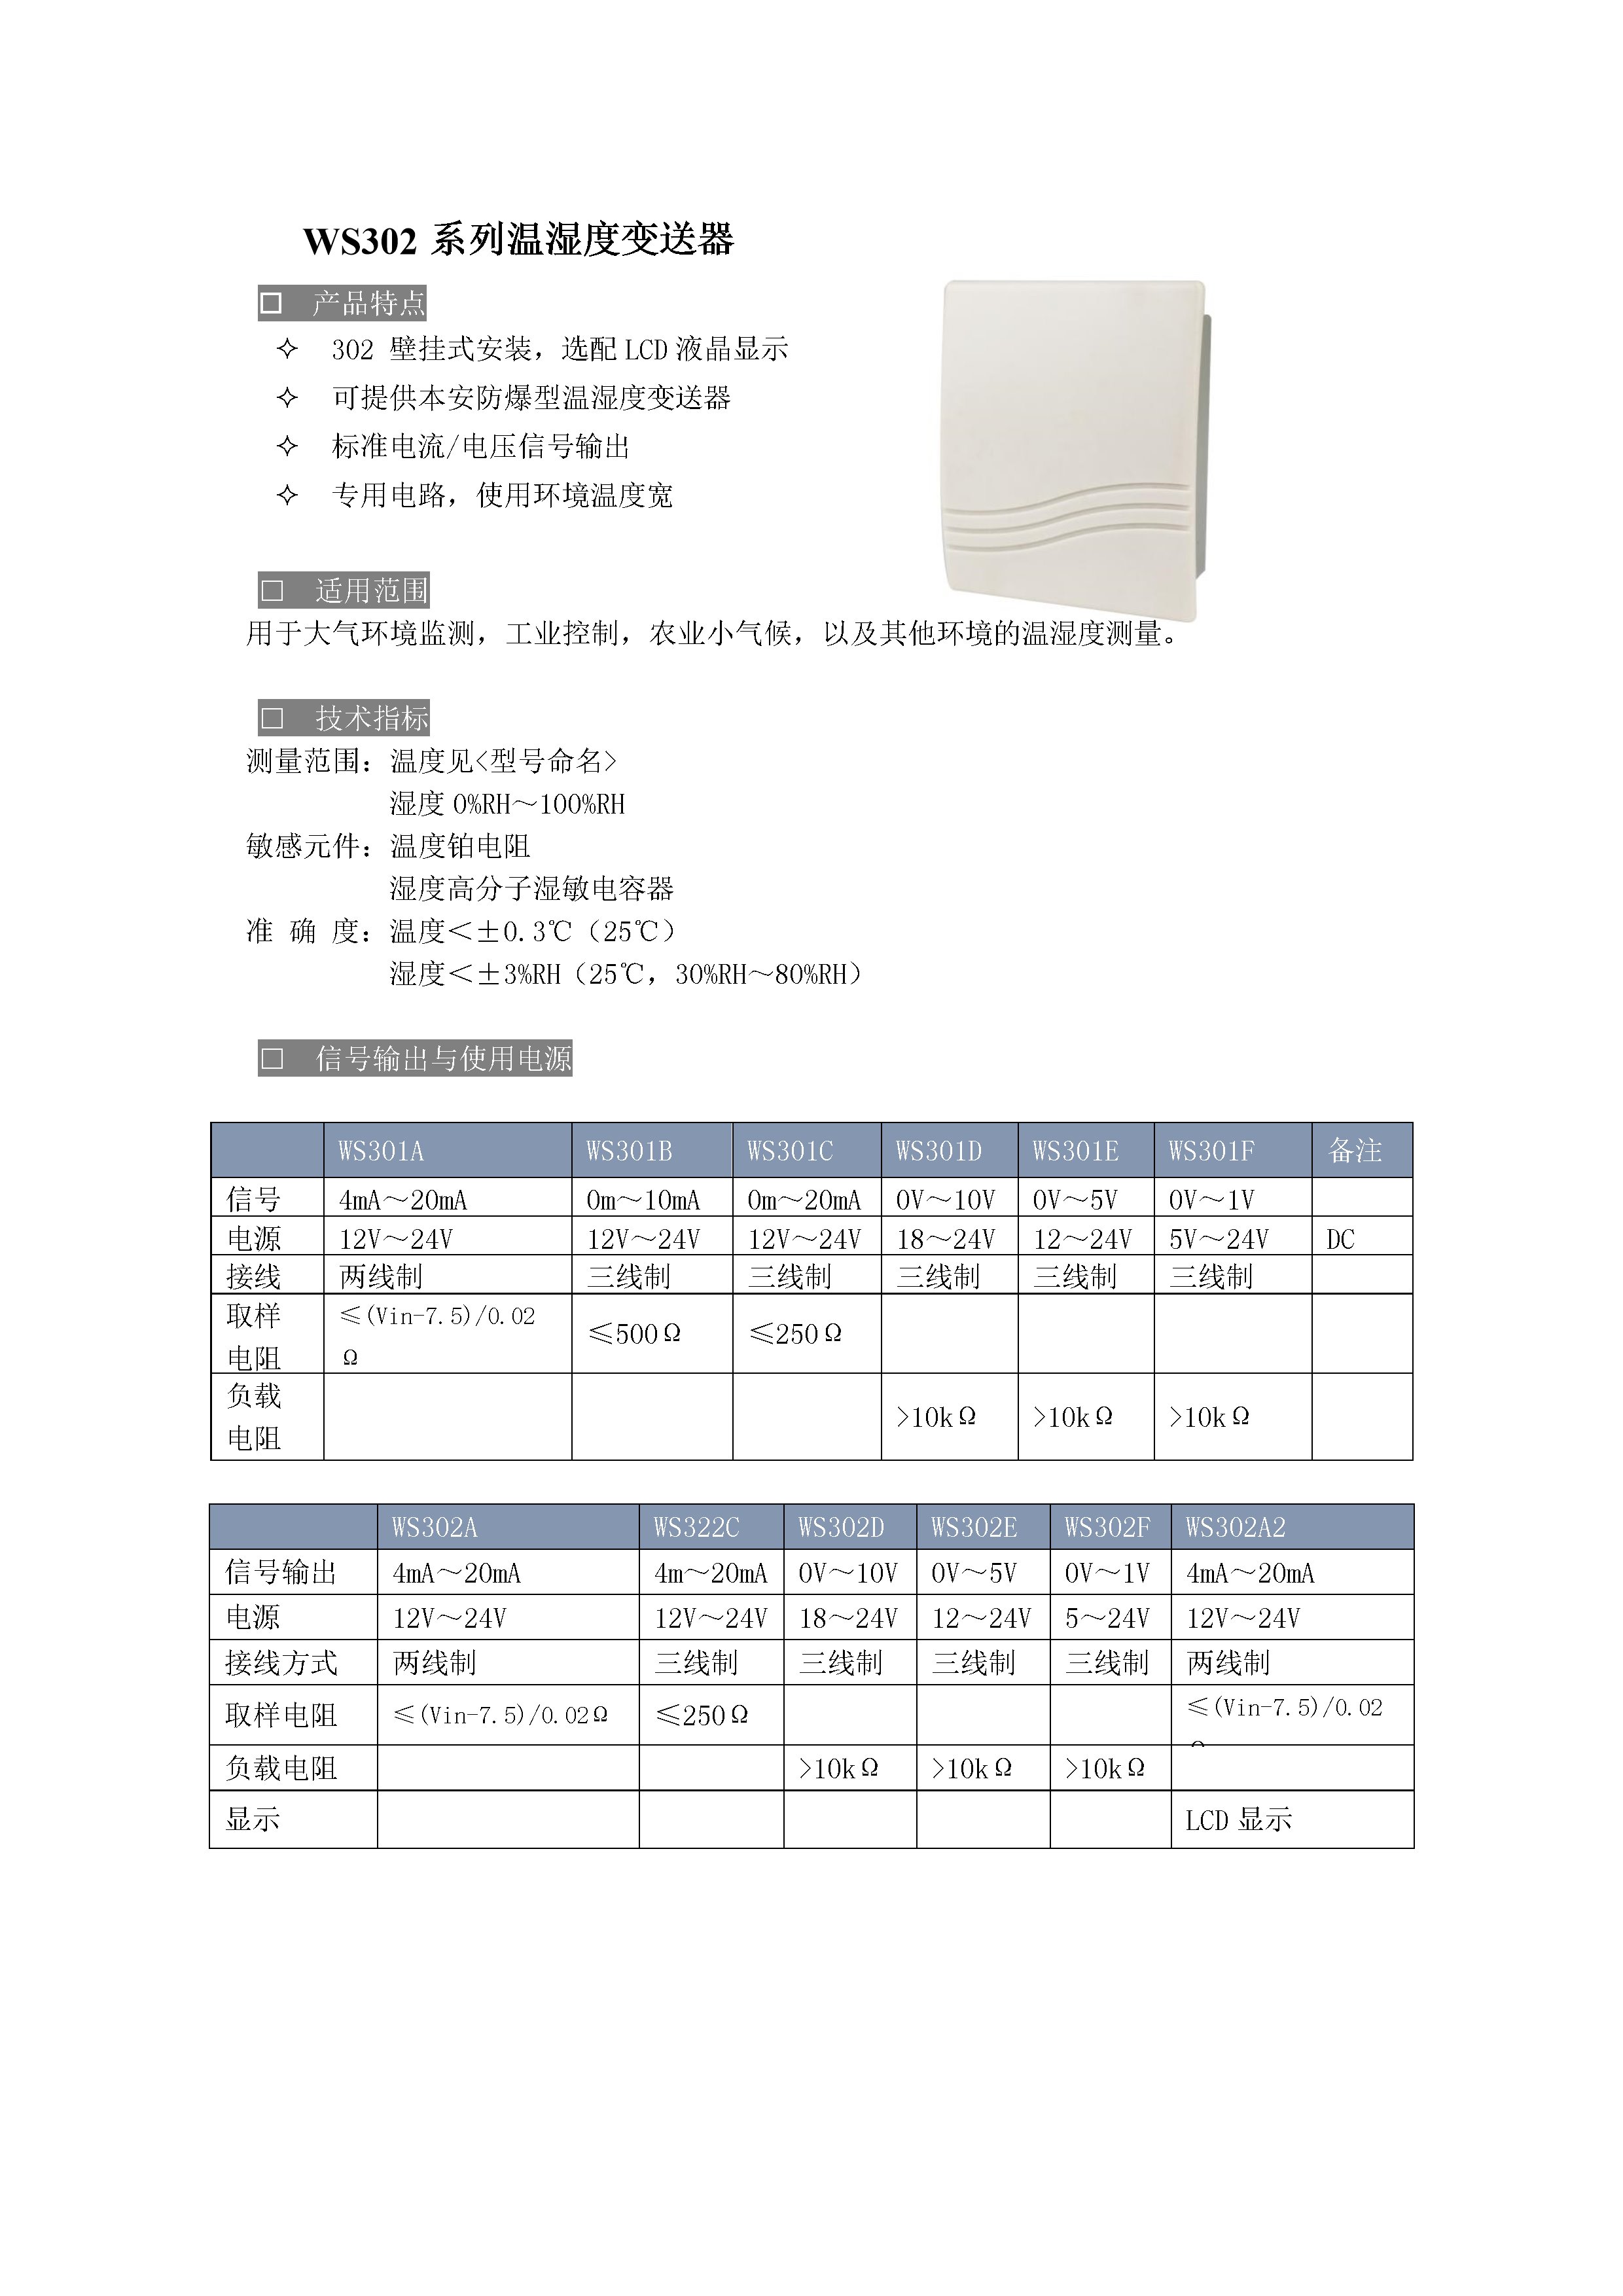 WS302 系列温湿度变送器
□ 产品特点
✧ 302 壁挂式安装，选配 LCD 液晶显示
✧ 可提供本安防爆型温湿度变送器
✧ 标准电流/电压信号输出
✧ 专用电路，使用环境温度宽
□ 适用范围
用于大气环境监测，工业控制，农业小气候，以及其他环境的温湿度测量。
□ 技术指标
测量范围：温度见<型号命名>
湿度 0%RH～100%RH
敏感元件：温度铂电阻
湿度高分子湿敏电容器
准 确 度：温度＜±0.3℃（25℃）
湿度＜±3%RH（25℃，30%RH～80%RH）
□ 信号输出与使用电源
WS301A WS301B WS301C WS301D WS301E WS301F 备注
信号 4mA～20mA 0m～10mA 0m～20mA 0V～10V 0V～5V 0V～1V
电源 12V～24V 12V～24V 12V～24V 18～24V 12～24V 5V～24V DC
接线 两线制 三线制 三线制 三线制 三线制 三线制
取样电阻 ≤(Vin-7.5)/0.02Ω ≤500Ω ≤250Ω
负载电阻 >10kΩ >10kΩ >10kΩ
WS302A WS322C WS302D WS302E WS302F WS302A2
信号输出 4mA～20mA 4m～20mA 0V～10V 0V～5V 0V～1V 4mA～20mA
电源 12V～24V 12V～24V 18～24V 12～24V 5～24V 12V～24V
接线方式 两线制 三线制 三线制 三线制 三线制 两线制
取样电阻 ≤(Vin-7.5)/0.02Ω ≤250Ω ≤(Vin-7.5)/0.02
负载电阻 >10kΩ >10kΩ >10kΩ
显示 LCD 显示